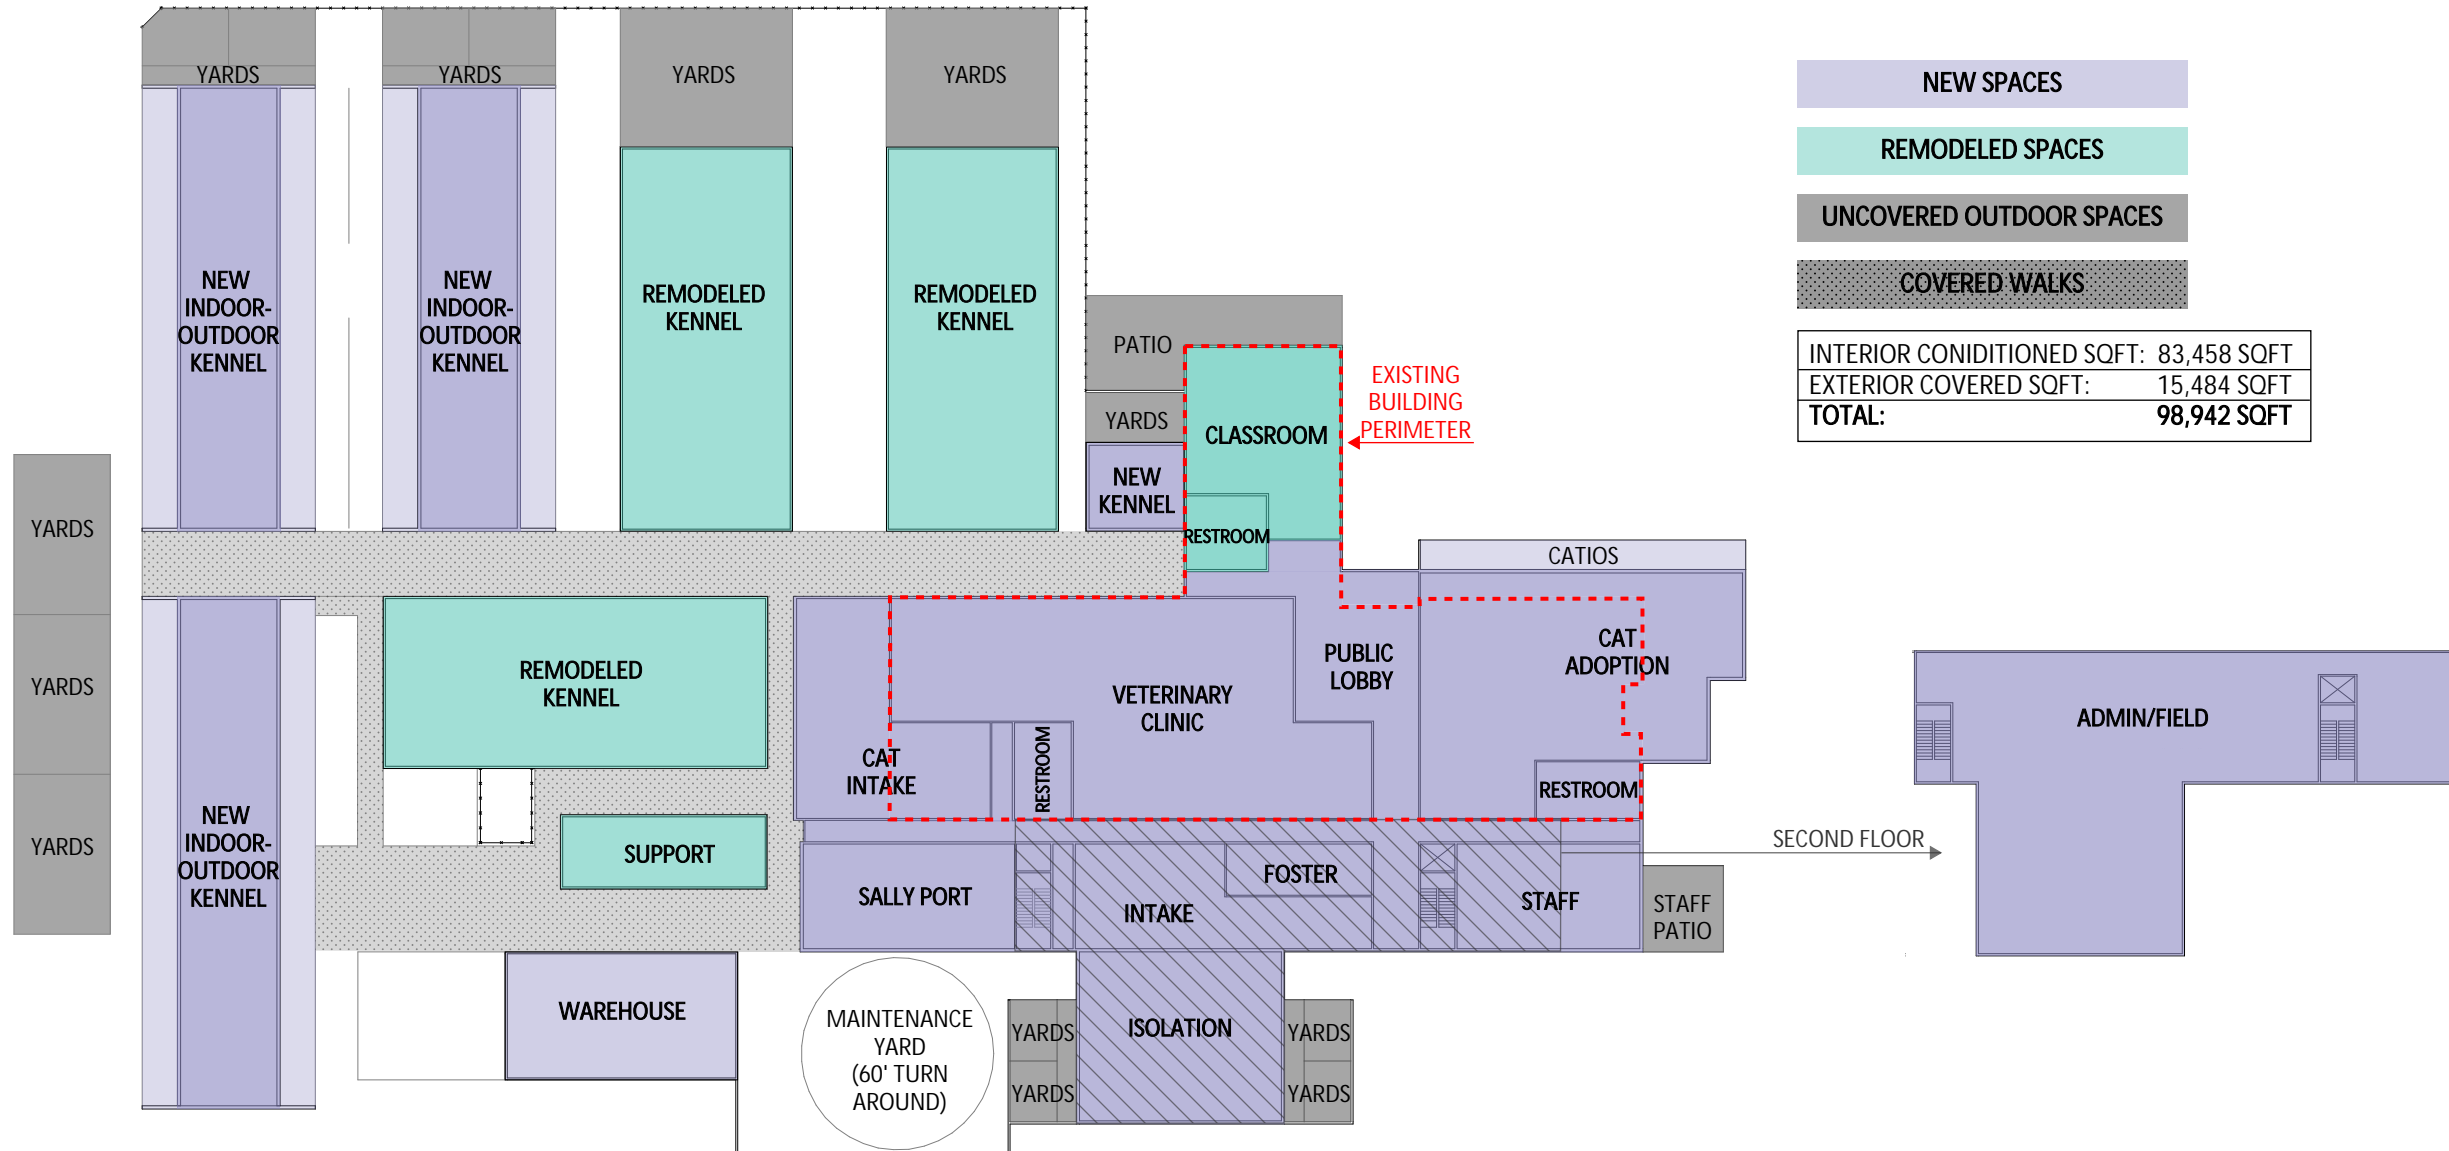 YARDS
YARDS
YARDS
YARDS
NEW SPACES
REMODELED SPACES
UNCOVERED OUTDOOR SPACES
COVERED WALKS
INTERIOR CONIDITIONED SQFT: 83,458 SQFT
EXTERIOR COVERED SQFT: 15,484 SQFT
TOTAL: 98,942 SQFT
NEW
INDOOR-
OUTDOOR
KENNEL
NEW
INDOOR-
OUTDOOR
KENNEL
REMODELED
KENNEL
REMODELED
KENNEL
PATIO
EXISTING
BUILDING
PERIMETER
YARDS
CLASSROOM
NEW
KENNEL
RESTROOM
YARDS
YARDS
YARDS
CATIOS
REMODELED
KENNEL
CAT
INTAKE
RESTROOM
VETERINARY
CLINIC
PUBLIC
LOBBY
CAT
ADOPTION
RESTROOM
ADMIN/FIELD
SECOND FLOOR
NEW
INDOOR-
OUTDOOR
KENNEL
SUPPORT
SALLY PORT
INTAKE
FOSTER
STAFF
STAFF
PATIO
WAREHOUSE
MAINTENANCE
YARD
(60' TURN
AROUND)
YARDS
YARDS
ISOLATION
YARDS
YARDS